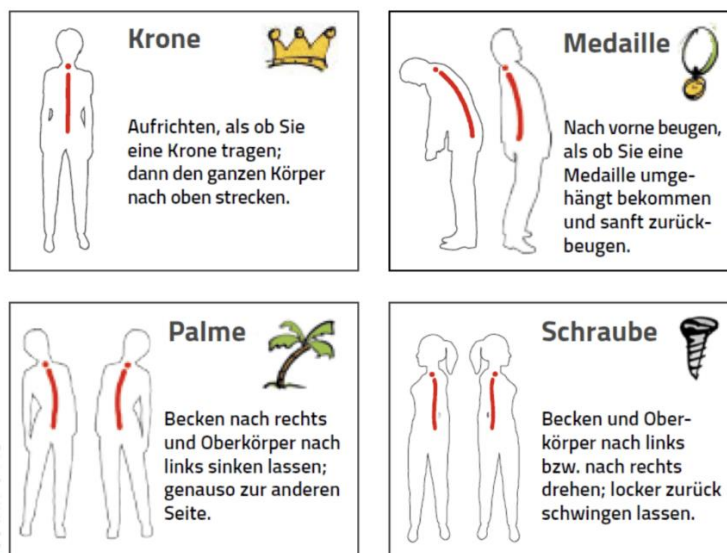 Krone
Aufrichten, als ob Sie
eine Krone tragen;
dann den ganzen Körper
nach oben strecken.
Medaille
Nach vorne beugen,
als ob Sie eine
Medaille umge-
hängt bekommen
und sanft zurück-
beugen.
Palme
Becken nach rechts
und Oberkörper nach
links sinken lassen;
genauso zur anderen
Seite.
Schraube
Becken und Ober-
körper nach links
bzw. nach rechts
drehen; locker zurück
schwingen lassen.